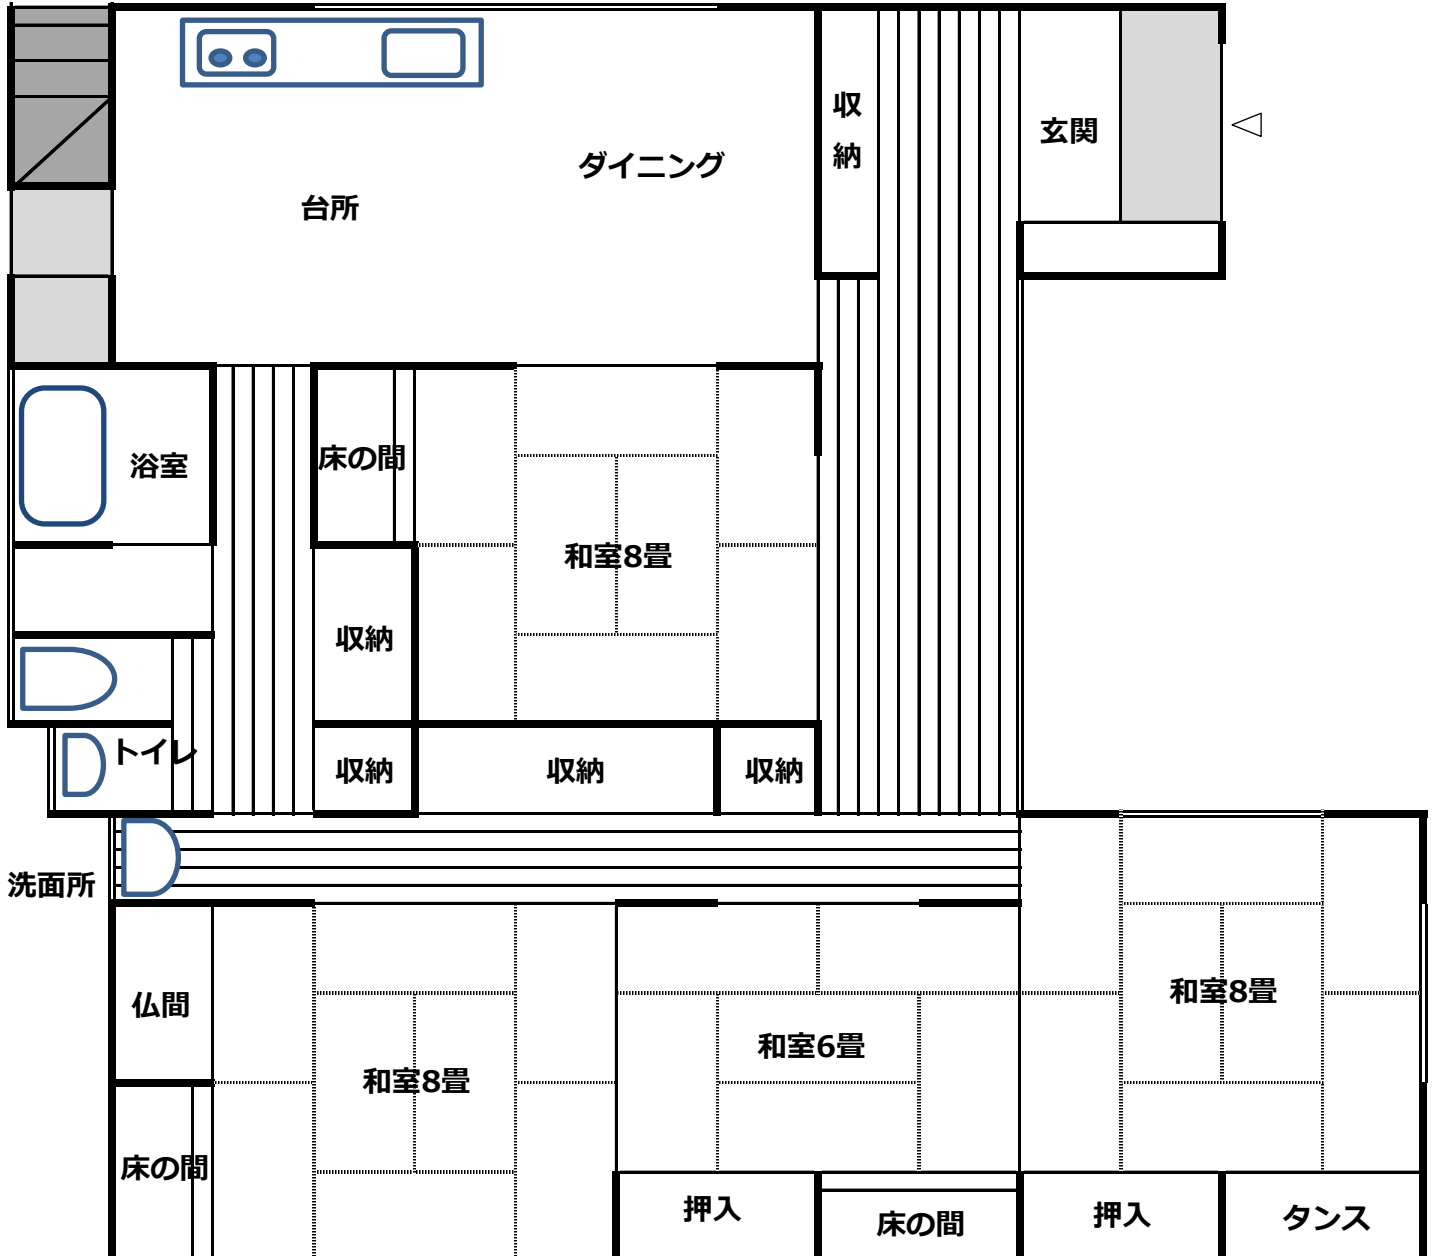 収
納
玄関
ダイニング
台所
浴室
床の間
和室8畳
収納
トイレ
収納
収納
収納
洗面所
仏間
和室8畳
和室6畳
和室8畳
床の間
押入
床の間
押入
タンス